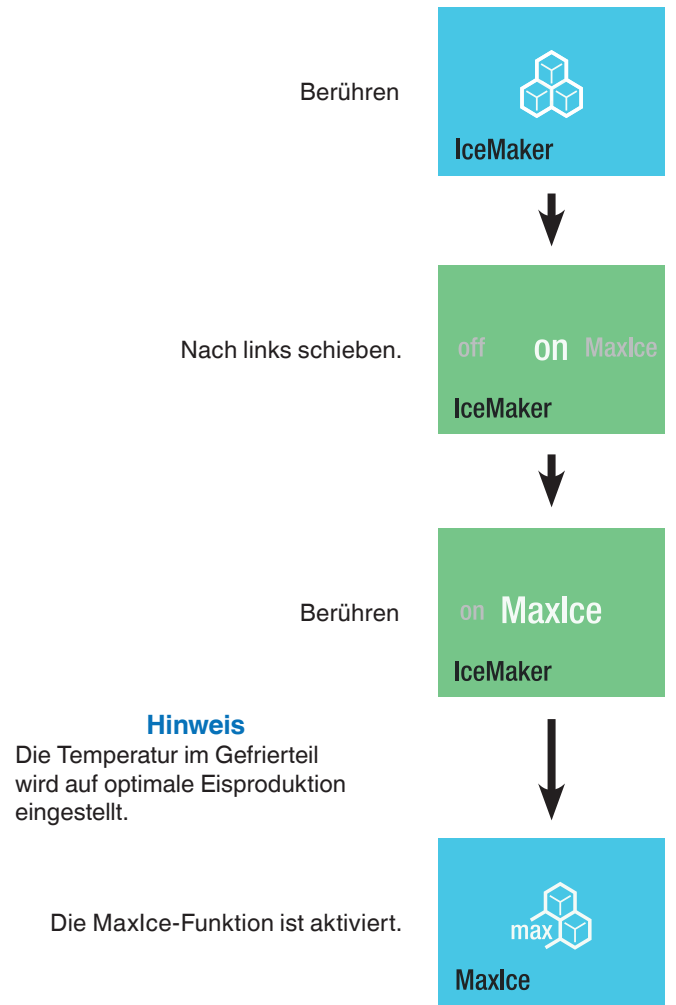 Berühren
IceMaker
Nach links schieben.
off on MaxIce
IceMaker
Berühren
on MaxIce
IceMaker
Hinweis
Die Temperatur im Gefrierteil
wird auf optimale Eisproduktion
eingestellt.
Die MaxIce-Funktion ist aktiviert.
max
MaxIce